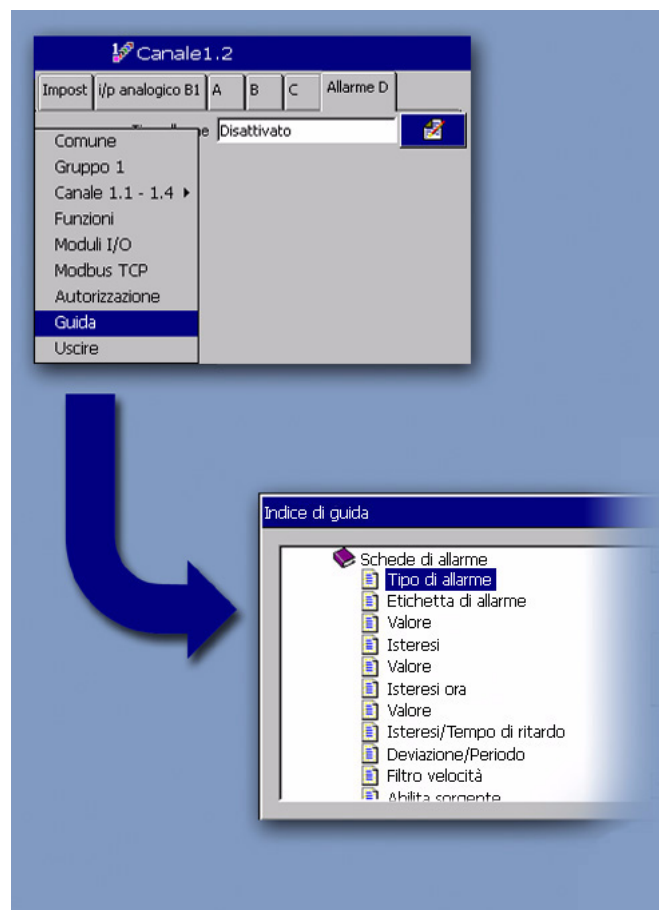 Canale1.2
Impost i/p analogico B1 A B C Allarme D
Disattivato
Comune
Gruppo 1
Canale 1.1 - 1.4
Funzioni
Moduli I/O
Modbus TCP
Autorizzazione
Guida
Uscire
Indice di guida
Schede di allarme
Tipo di allarme
Etichetta di allarme
Valore
Isteresi
Valore
Isteresi ora
Valore
Isteresi/Tempo di ritardo
Deviazione/Periodo
Filtro velocità
Abilita sorgente